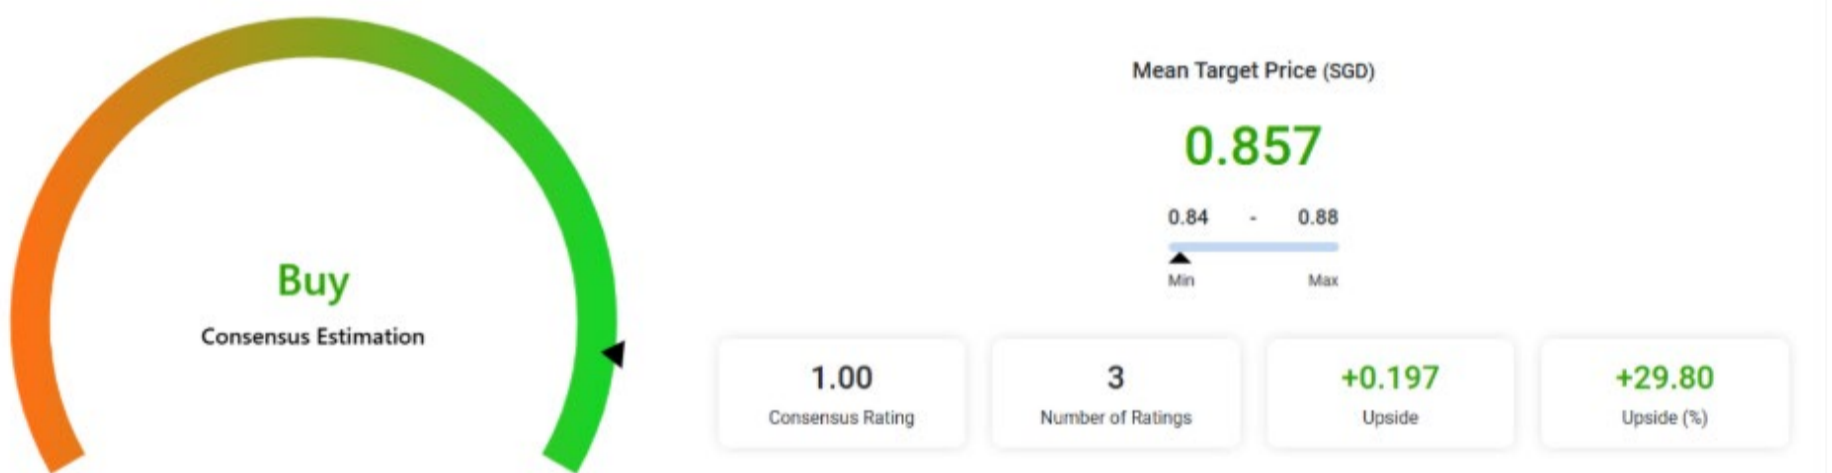 Buy
Consensus Estimation
Mean Target Price (SGD)
0.857
0.84 - 0.88
Min Max
1.00
Consensus Rating
3
Number of Ratings
+0.197
Upside
+29.80
Upside (%)